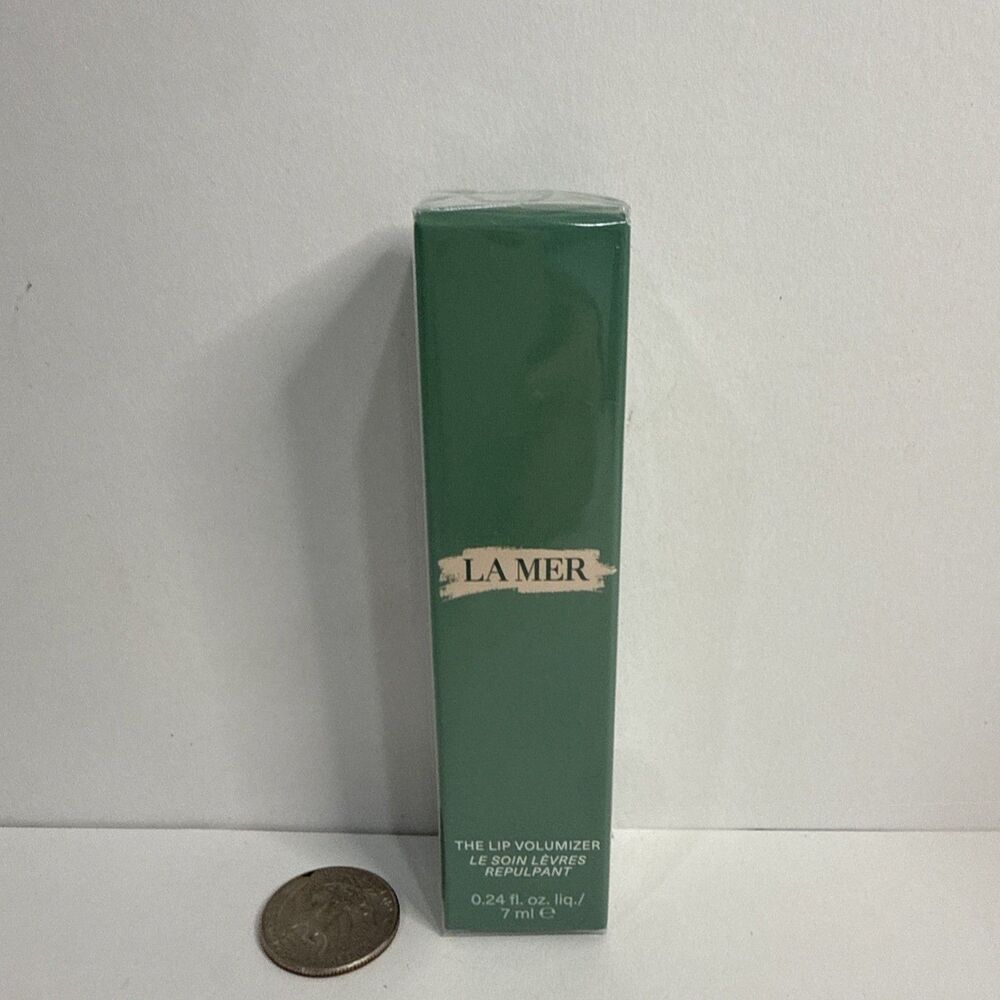 LA MER
THE LIP VOLUMIZER
LE SOIN LÈVRES
REPULPANT
0.24 fl. oz. liq./
7 ml ℮